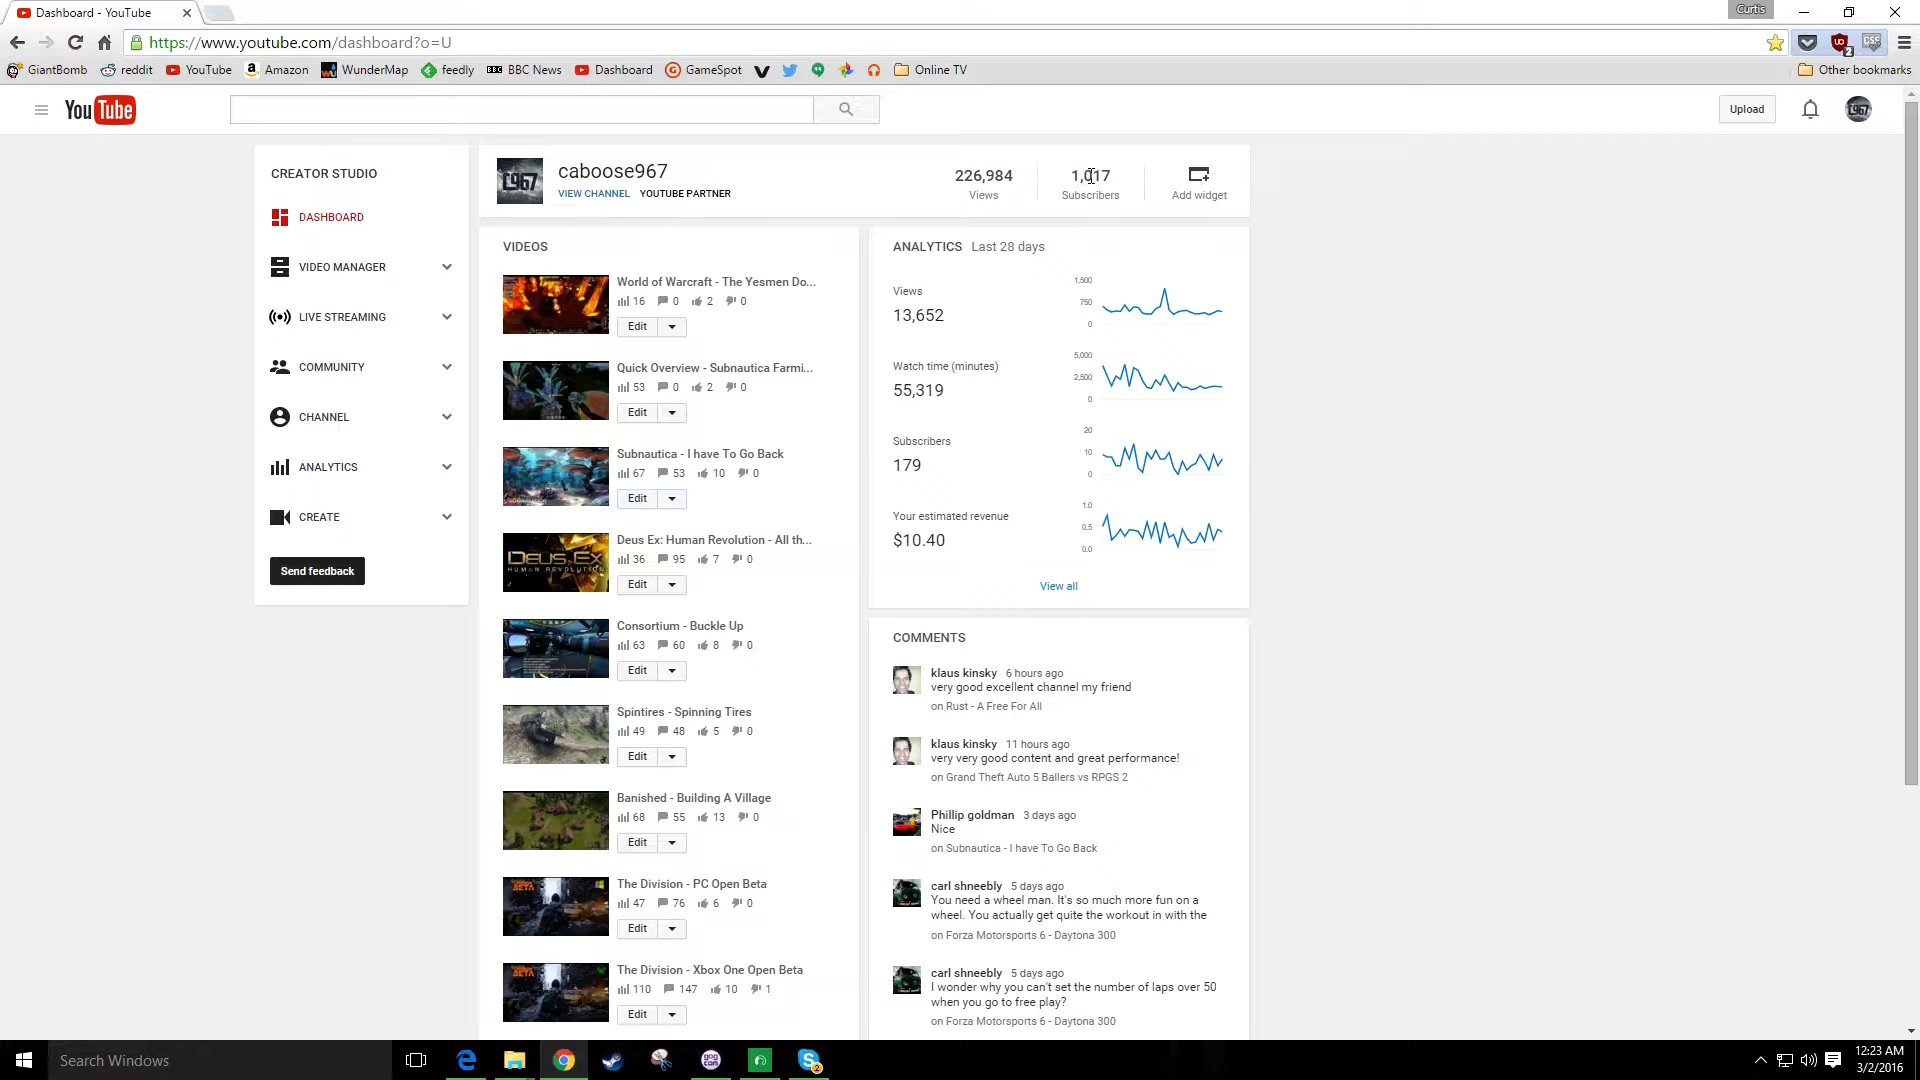 Dashboard - YouTube
Curtis
https://www.youtube.com/dashboard?o=U
GiantBomb reddit YouTube Amazon WunderMap feedly BBC News Dashboard GameSpot Online TV Other bookmarks
YouTube
Upload
CREATOR STUDIO
DASHBOARD
VIDEO MANAGER
LIVE STREAMING
COMMUNITY
CHANNEL
ANALYTICS
CREATE
Send feedback
C967
caboose967
VIEW CHANNEL YOUTUBE PARTNER
226,984
Views
1,017
Subscribers
Add widget
VIDEOS
World of Warcraft - The Yesmen Do...
16 0 2 0
Edit
Quick Overview - Subnautica Farmi...
53 0 2 0
Edit
Subnautica - I have To Go Back
67 53 10 0
Edit
DEUS EX
HUMAN REVOLUTION
Deus Ex: Human Revolution - All th...
36 95 7 0
Edit
Consortium - Buckle Up
63 60 8 0
Edit
Spintires - Spinning Tires
49 48 5 0
Edit
Banished - Building A Village
68 55 13 0
Edit
BETA
The Division - PC Open Beta
47 76 6 0
Edit
BETA
The Division - Xbox One Open Beta
110 147 10 1
Edit
ANALYTICS Last 28 days
Views
13,652
1,500
750
0
Watch time (minutes)
55,319
5,000
2,500
0
Subscribers
179
20
10
0
Your estimated revenue
$10.40
1.0
0.5
0.0
View all
COMMENTS
klaus kinsky 6 hours ago
very good excellent channel my friend
on Rust - A Free For All
klaus kinsky 11 hours ago
very very good content and great performance!
on Grand Theft Auto 5 Ballers vs RPGS 2
Phillip goldman 3 days ago
Nice
on Subnautica - I have To Go Back
carl shneebly 5 days ago
You need a wheel man. It's so much more fun on a
wheel. You actually get quite the workout in with the
on Forza Motorsports 6 - Daytona 300
carl shneebly 5 days ago
I wonder why you can't set the number of laps over 50
when you go to free play?
on Forza Motorsports 6 - Daytona 300
Search Windows
12:23 AM
3/2/2016